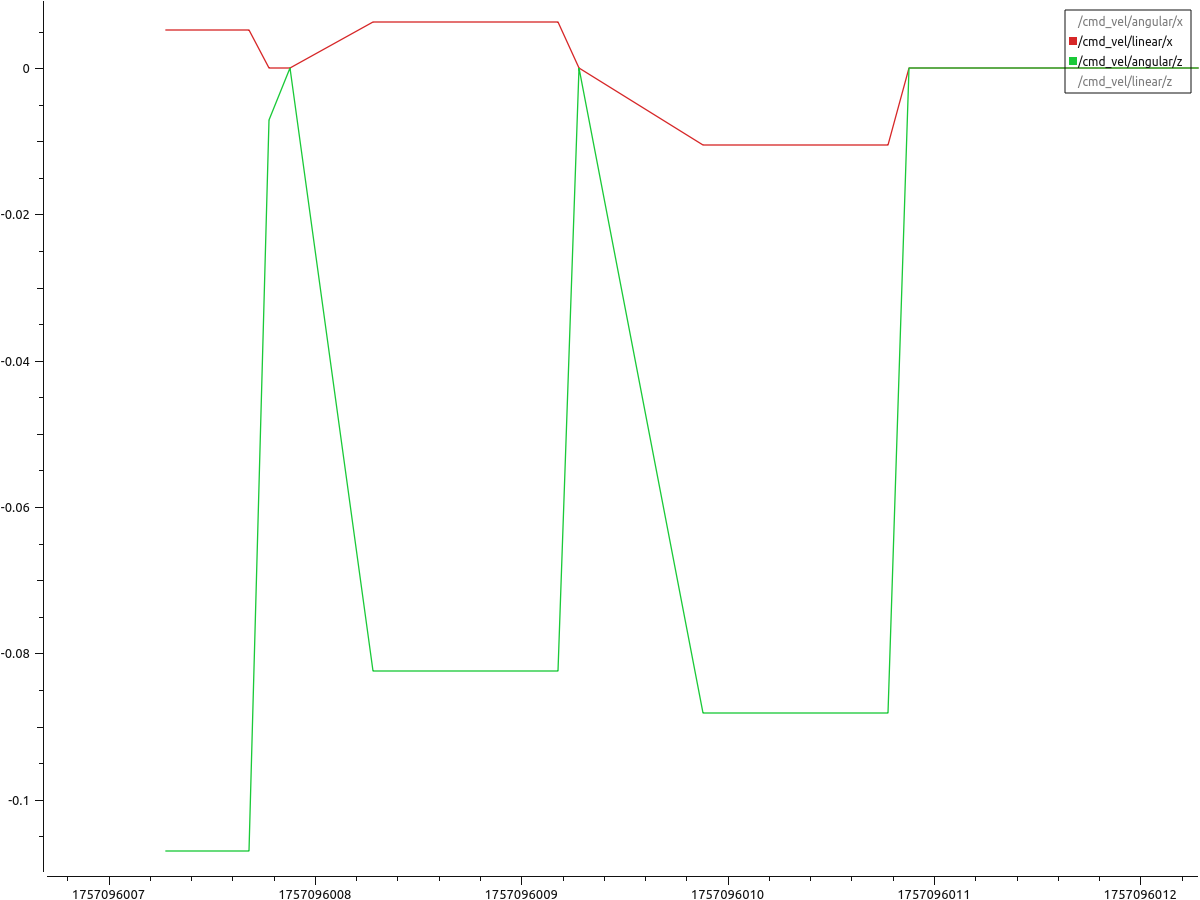 /cmd_vel/angular/x
/cmd_vel/linear/x
/cmd_vel/angular/z
/cmd_vel/linear/z
0
-0.02
-0.04
-0.06
-0.08
-0.1
1757096007 1757096008 1757096009 1757096010 1757096011 1757096012